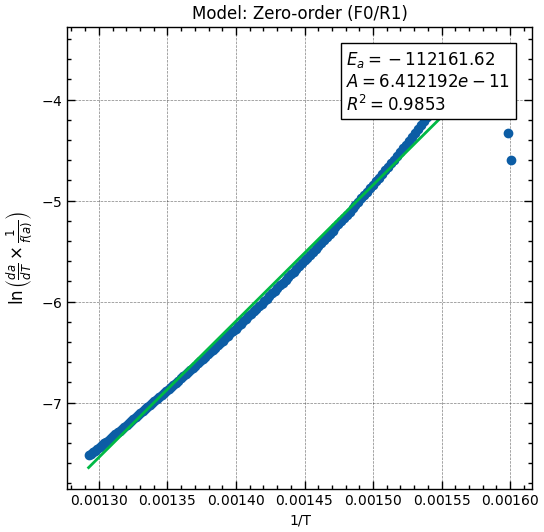 Model: Zero-order (F0/R1)
E_a = −112161.62
A = 6.412192e − 11
R² = 0.9853
−4
−5
−6
−7
ln (da/dT × 1/f(a))
0.00130 0.00135 0.00140 0.00145 0.00150 0.00155 0.00160
1/T